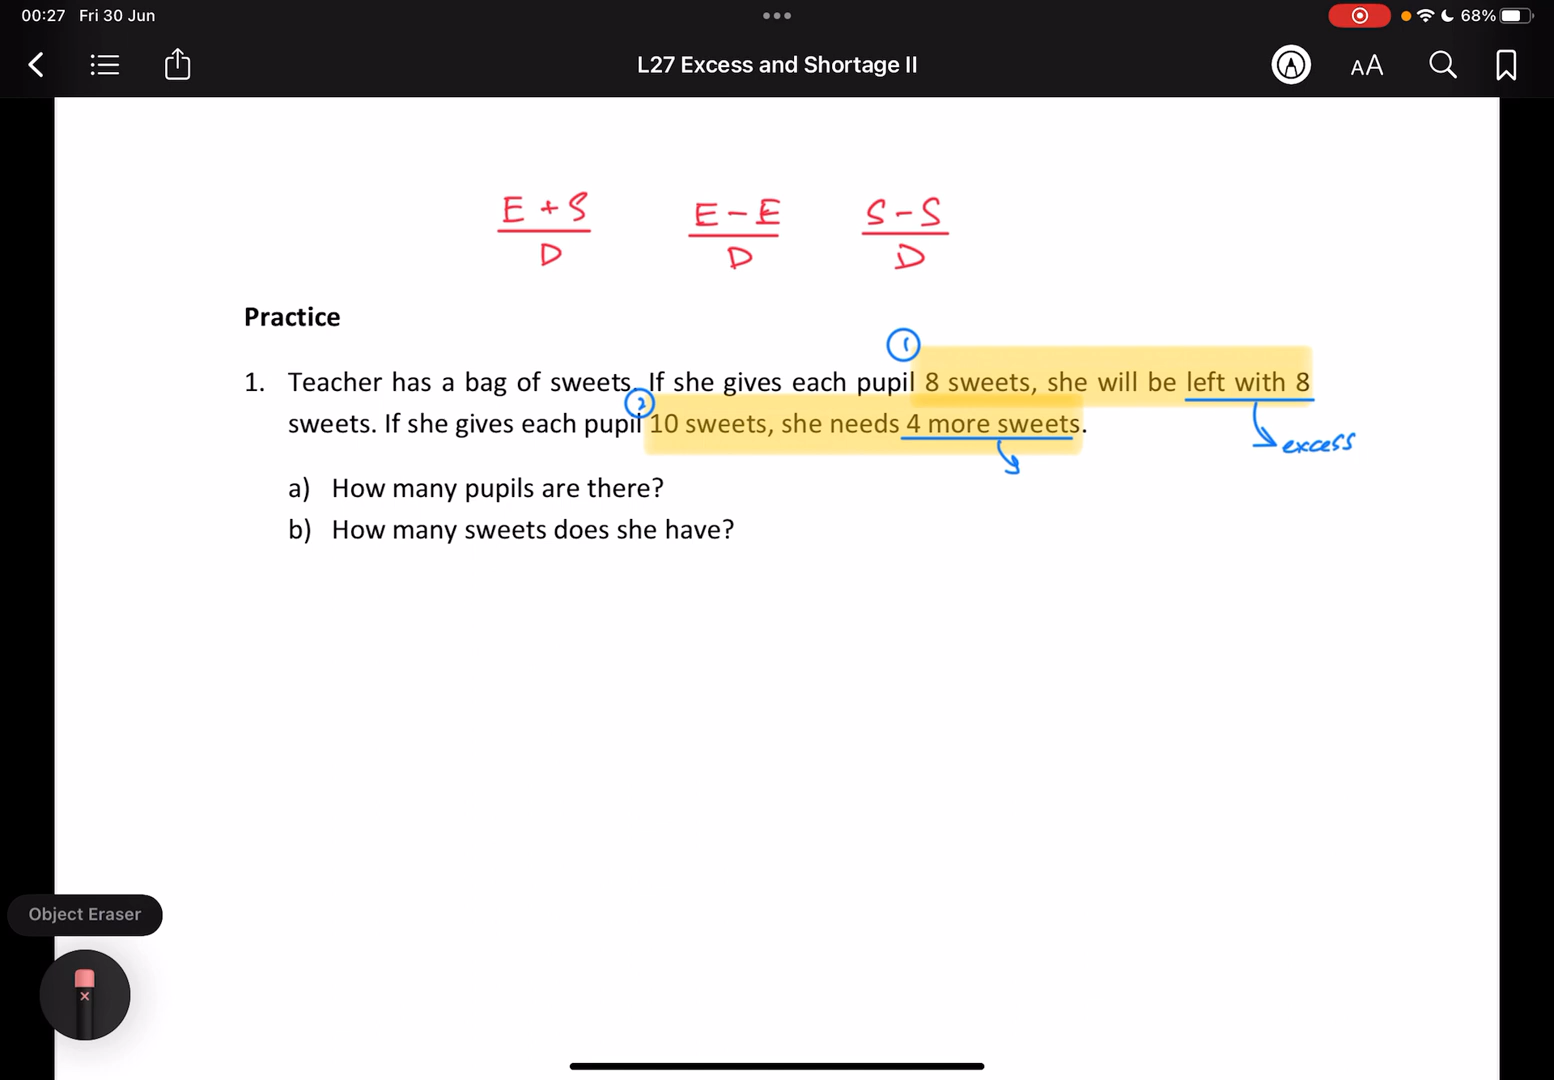 00:27 Fri 30 Jun
68%
L27 Excess and Shortage II
AA
E + S E - E S - S
D D D
Practice
1
1. Teacher has a bag of sweets. If she gives each pupil 8 sweets, she will be left with 8
2
sweets. If she gives each pupil 10 sweets, she needs 4 more sweets.
excess
a) How many pupils are there?
b) How many sweets does she have?
Object Eraser